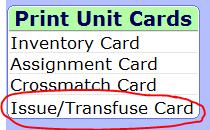 Print Unit Cards
Inventory Card
Assignment Card
Crossmatch Card
Issue/Transfuse Card